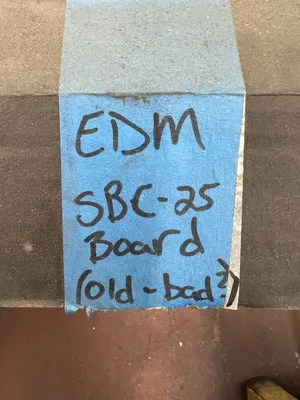 EDM
SBC-25
Board
(old-bad?)